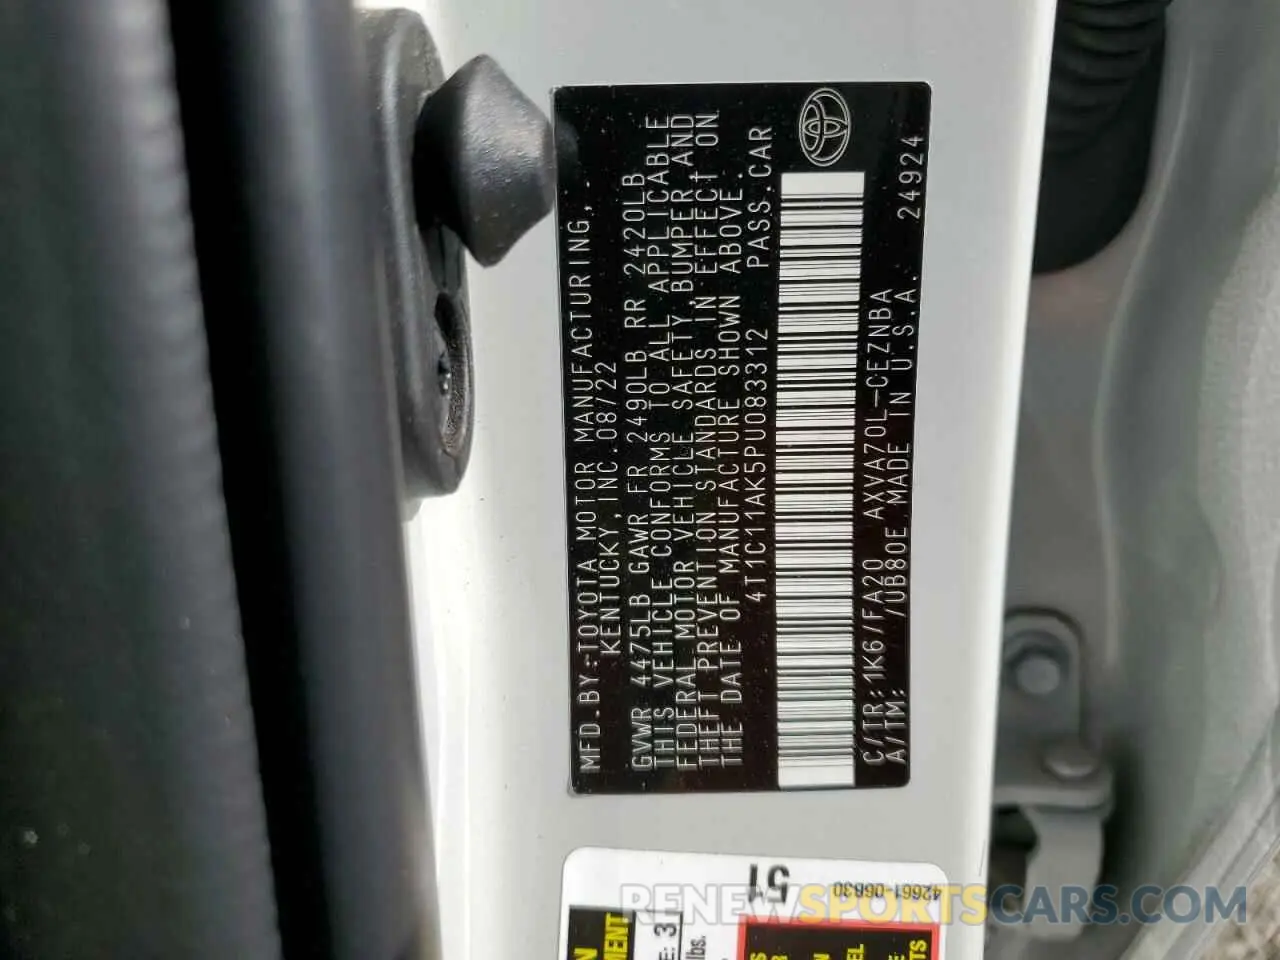 MFD.BY:TOYOTA MOTOR MANUFACTURING,.
KENTUCKY,INC.08/22
GVWR 4475LB GAWR FR 2490LB RR 2420LB
THIS VEHICLE CONFORMS TO ALL APPLICABLE
FEDERAL MOTOR VEHICLE SAFETY,BUMPER,AND
THEFT PREVENTION STANDARDS IN EFFECT ON
THE DATE OF MANUFACTURE SHOWN ABOVE.
4T1C11AK5PU083312 PASS.CAR
C/TR:1K6/FA20 AXVA70L-CEZNBA
A/TM: /UB80E MADE IN U.S.A. 24924
51
42661-06830
RENEWSPORTSCARS.COM